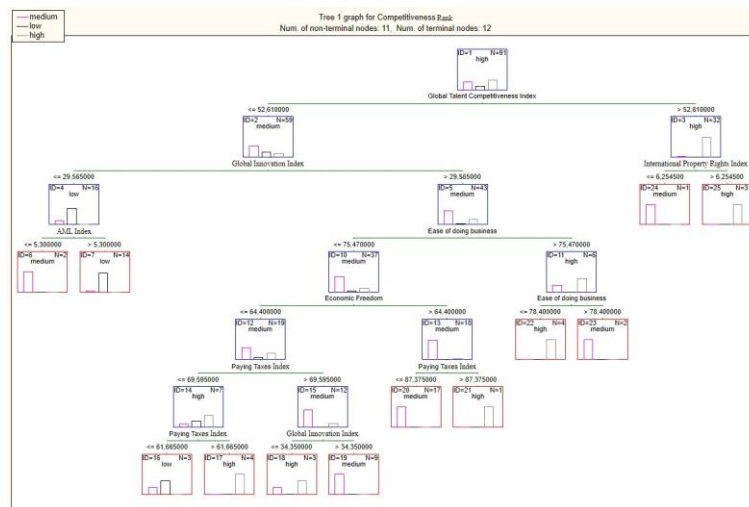 Tree 1 graph for Competitiveness Rank
Num. of non-terminal nodes: 11, Num. of terminal nodes: 12
medium
low
high
ID=1 N=91
high
Global Talent Competitiveness Index
<= 52,610000
> 52,610000
ID=2 N=59
medium
Global Innovation Index
ID=3 N=32
high
International Property Rights Index
<= 29,565000
> 29,565000
<= 6,254500
> 6,254500
ID=4 N=16
low
AML Index
ID=5 N=43
medium
Ease of doing business
ID=24 N=1
medium
ID=25 N=31
high
<= 5,300000
> 5,300000
<= 75,470000
> 75,470000
ID=6 N=2
medium
ID=7 N=14
low
ID=10 N=37
medium
Economic Freedom
ID=11 N=6
high
Ease of doing business
<= 64,400000
> 64,400000
<= 78,400000
> 78,400000
ID=12 N=19
medium
Paying Taxes Index
ID=13 N=18
medium
Paying Taxes Index
ID=22 N=4
high
ID=23 N=2
medium
<= 69,595000
> 69,595000
<= 87,375000
> 87,375000
ID=14 N=7
high
Paying Taxes Index
ID=15 N=12
medium
Global Innovation Index
ID=20 N=17
medium
ID=21 N=1
high
<= 61,665000
> 61,665000
<= 34,350000
> 34,350000
ID=16 N=3
low
ID=17 N=4
high
ID=18 N=3
high
ID=19 N=9
medium